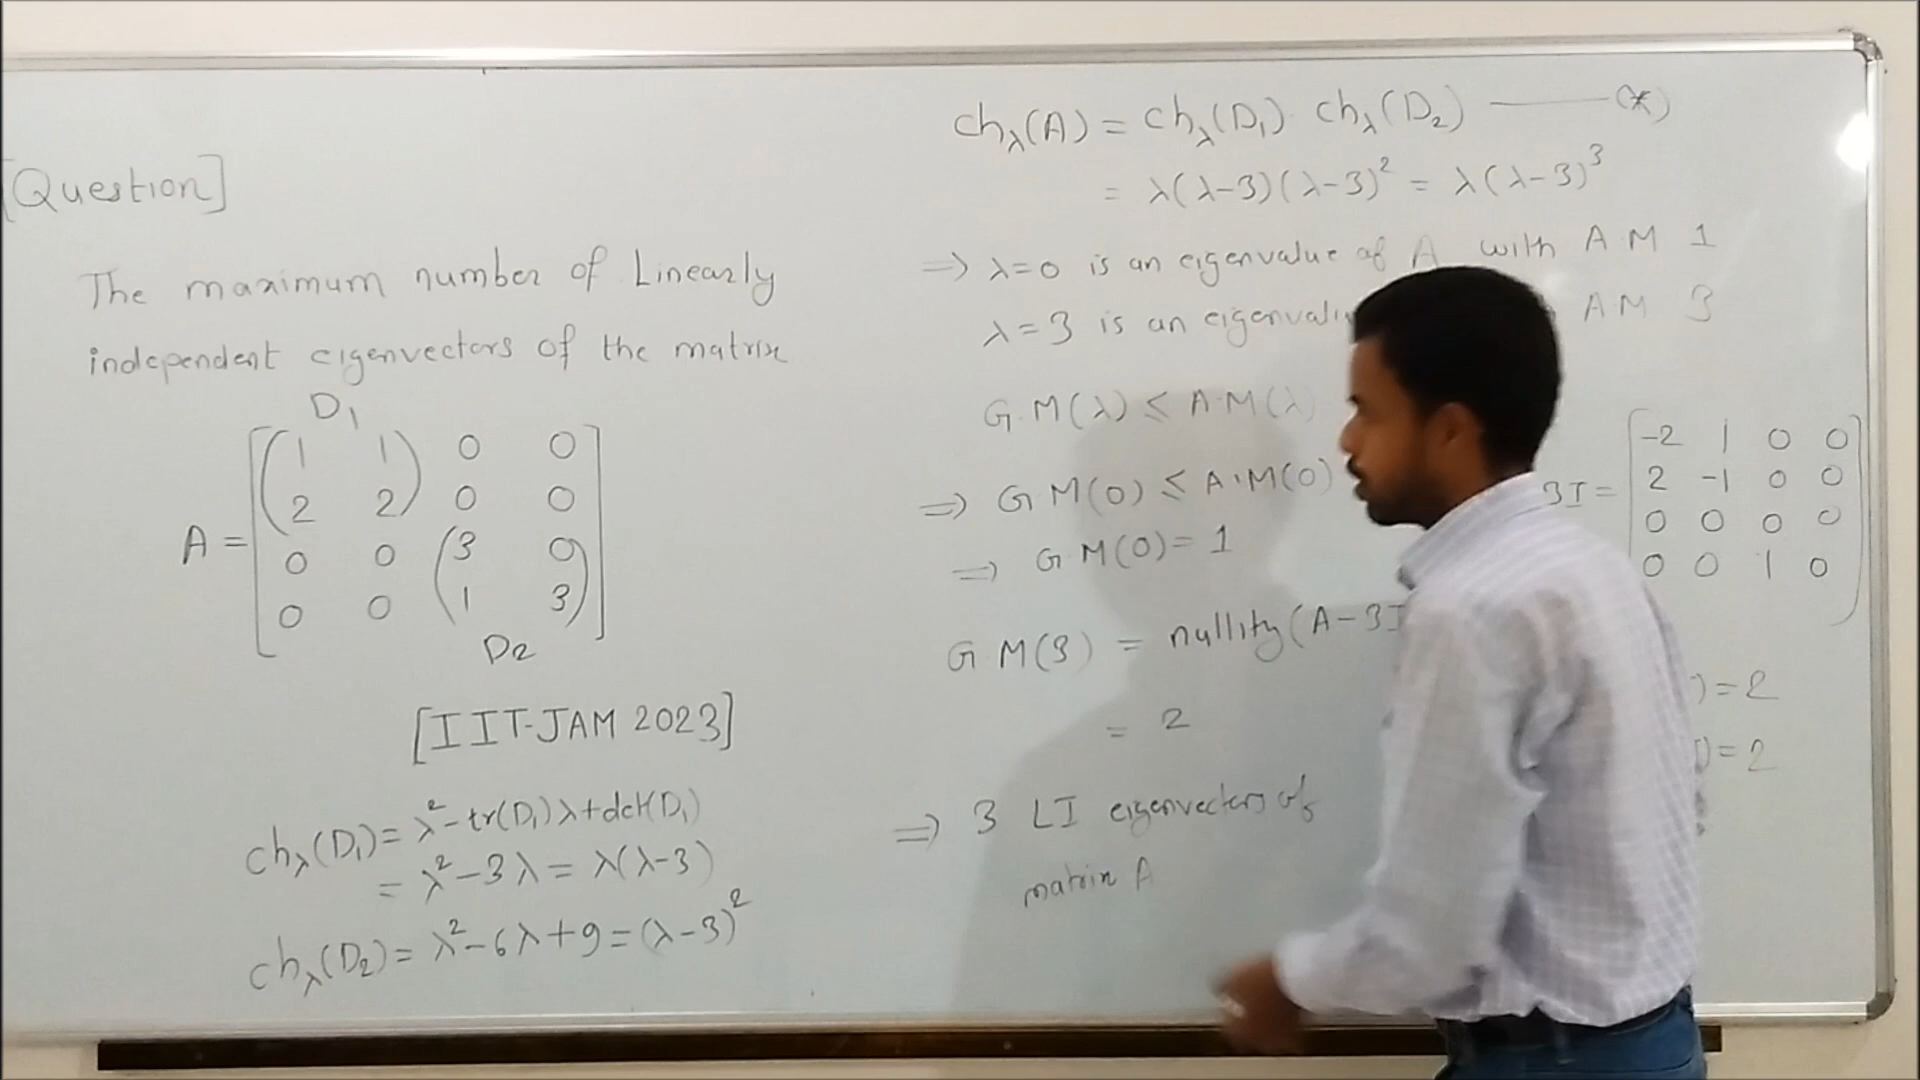 [Question]
The maximum number of Linearly
independent eigenvectors of the matrix
D₁
A = [ ( 1 1 ) 0 0
( 2 2 ) 0 0
0 0 ( 3 0 )
0 0 ( 1 3 ) ]
D₂
[IIT-JAM 2023]
chλ(D₁) = λ² - tr(D₁)λ + det(D₁)
= λ² - 3λ = λ(λ-3)
chλ(D₂) = λ² - 6λ + 9 = (λ-3)²
chλ(A) = chλ(D₁) · chλ(D₂) —— (*)
= λ(λ-3)(λ-3)² = λ(λ-3)³
⇒ λ=0 is an eigenvalue of A with A M 1
λ=3 is an A.M 3
G.M(λ) ≤ A.M(λ)
⇒ G M(0) ≤ A.M(0)
⇒ G M(0) = 1
G M(3) = nullity(A-3I
= 2
⇒ 3 LI eigenvectors of
matrix A
3I = [ -2 1 0 0
2 -1 0 0
0 0 0 0
0 0 1 0 ]
) = 2
) = 2